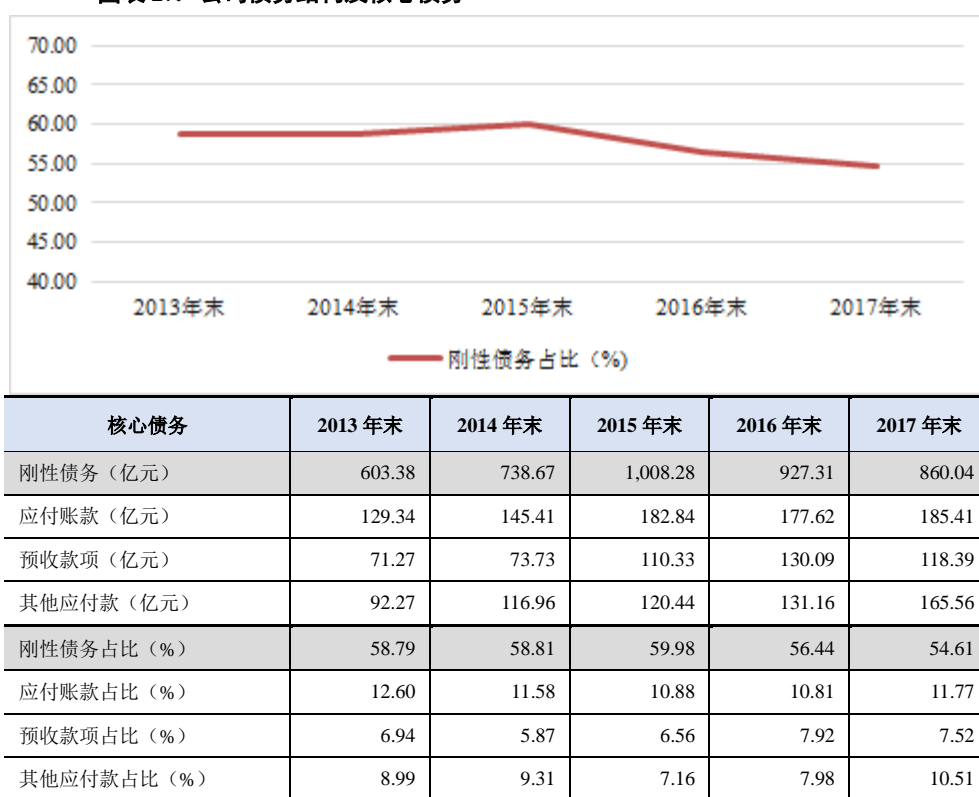 70.00
65.00
60.00
55.00
50.00
45.00
40.00
2013年末 2014年末 2015年末 2016年末 2017年末
刚性债务占比（%)
核心债务 2013 年末 2014 年末 2015 年末 2016 年末 2017 年末
刚性债务（亿元） 603.38 738.67 1,008.28 927.31 860.04
应付账款（亿元） 129.34 145.41 182.84 177.62 185.41
预收款项（亿元） 71.27 73.73 110.33 130.09 118.39
其他应付款（亿元） 92.27 116.96 120.44 131.16 165.56
刚性债务占比（%） 58.79 58.81 59.98 56.44 54.61
应付账款占比（%） 12.60 11.58 10.88 10.81 11.77
预收款项占比（%） 6.94 5.87 6.56 7.92 7.52
其他应付款占比（%） 8.99 9.31 7.16 7.98 10.51